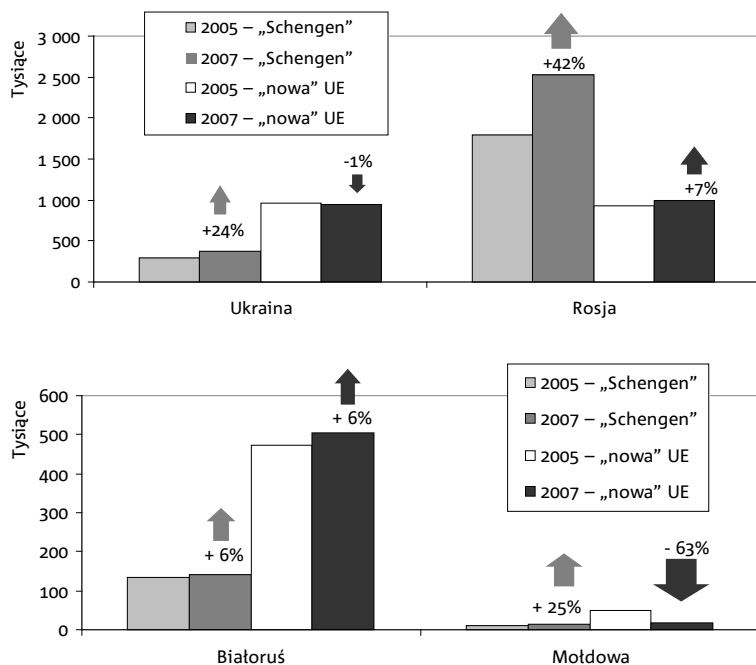 Tysiące
3 000
2 500
2 000
1 500
1 000
500
0
2005 – „Schengen”
2007 – „Schengen”
2005 – „nowa” UE
2007 – „nowa” UE
+24%
-1%
+42%
+7%
Ukraina
Rosja
Tysiące
600
500
400
300
200
100
0
2005 – „Schengen”
2007 – „Schengen”
2005 – „nowa” UE
2007 – „nowa” UE
+ 6%
+ 6%
+ 25%
- 63%
Białoruś
Mołdowa